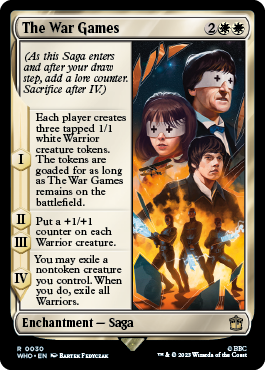 The War Games 2
(As this Saga enters
and after your draw
step, add a lore counter.
Sacrifice after IV.)
I
Each player creates
three tapped 1/1
white Warrior
creature tokens.
The tokens are
goaded for as long
as The War Games
remains on the
battlefield.
II
III
Put a +1/+1
counter on each
Warrior creature.
IV
You may exile a
nontoken creature
you control. When
you do, exile all
Warriors.
Enchantment — Saga
R 0030
WHO • EN Bartek Fedyczak
©BBC
™ & © 2023 Wizards of the Coast